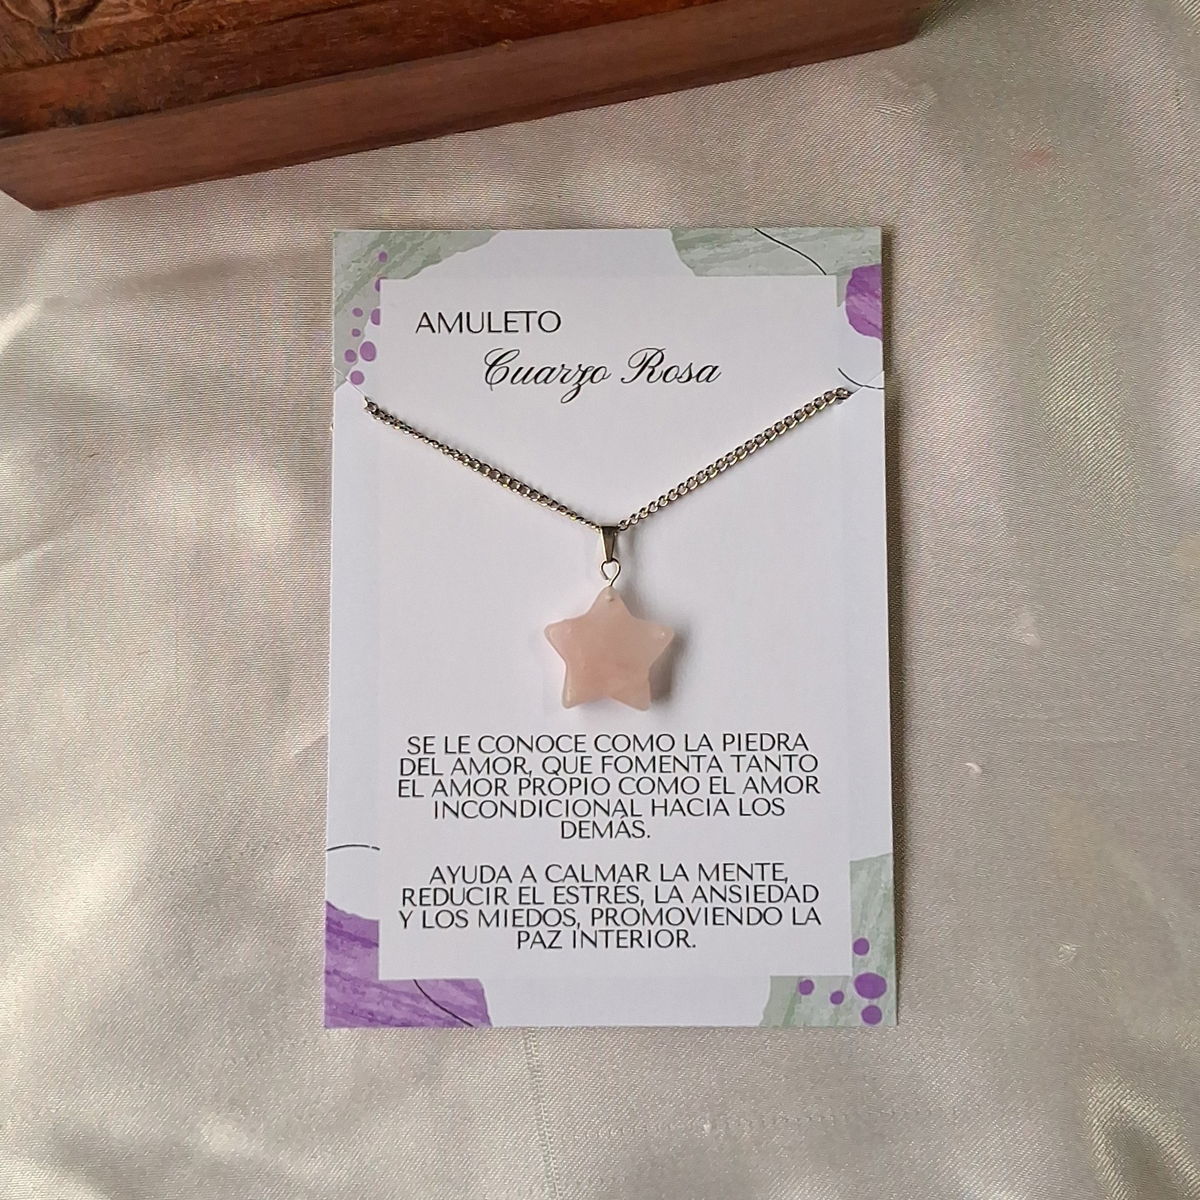 AMULETO
Cuarzo Rosa
SE LE CONOCE COMO LA PIEDRA
DEL AMOR, QUE FOMENTA TANTO
EL AMOR PROPIO COMO EL AMOR
INCONDICIONAL HACIA LOS
DEMÁS.
AYUDA A CALMAR LA MENTE,
REDUCIR EL ESTRÉS, LA ANSIEDAD
Y LOS MIEDOS, PROMOVIENDO LA
PAZ INTERIOR.